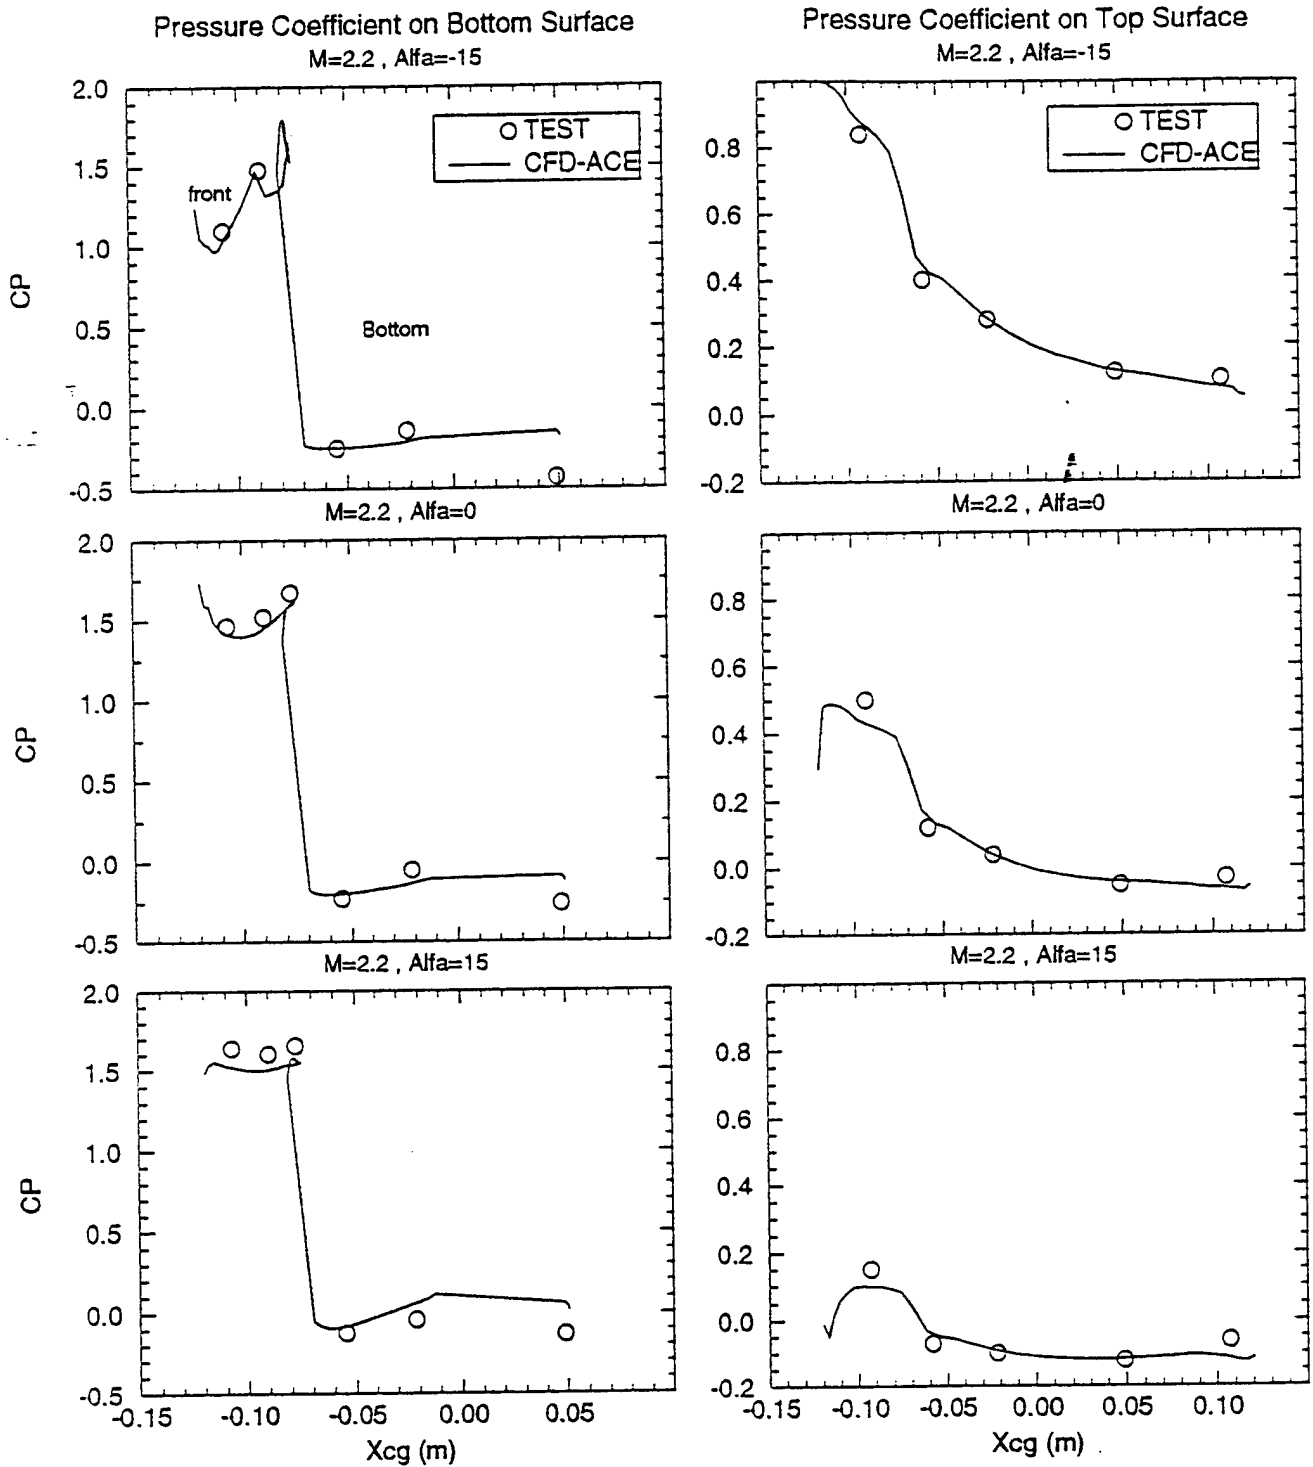 Pressure Coefficient on Bottom Surface
M=2.2 , Alfa=-15
2.0
1.5
1.0
0.5
0.0
-0.5
CP
front
Bottom
TEST
CFD-ACE
Pressure Coefficient on Top Surface
M=2.2 , Alfa=-15
0.8
0.6
0.4
0.2
0.0
-0.2
TEST
CFD-ACE
M=2.2 , Alfa=0
2.0
1.5
1.0
0.5
0.0
-0.5
CP
M=2.2 , Alfa=0
0.8
0.6
0.4
0.2
0.0
-0.2
M=2.2 , Alfa=15
2.0
1.5
1.0
0.5
0.0
-0.5
CP
-0.15 -0.10 -0.05 0.00 0.05
Xcg (m)
M=2.2 , Alfa=15
0.8
0.6
0.4
0.2
0.0
-0.2
-0.15 -0.10 -0.05 0.00 0.05 0.10
Xcg (m)